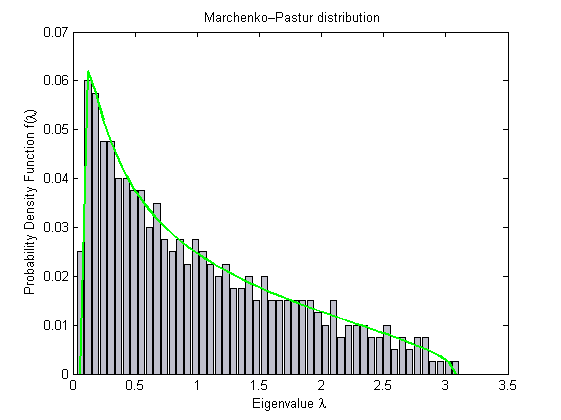 Marchenko–Pastur distribution
0.07
0.06
0.05
0.04
0.03
0.02
0.01
0
Probability Density Function f(λ)
0 0.5 1 1.5 2 2.5 3 3.5
Eigenvalue λ